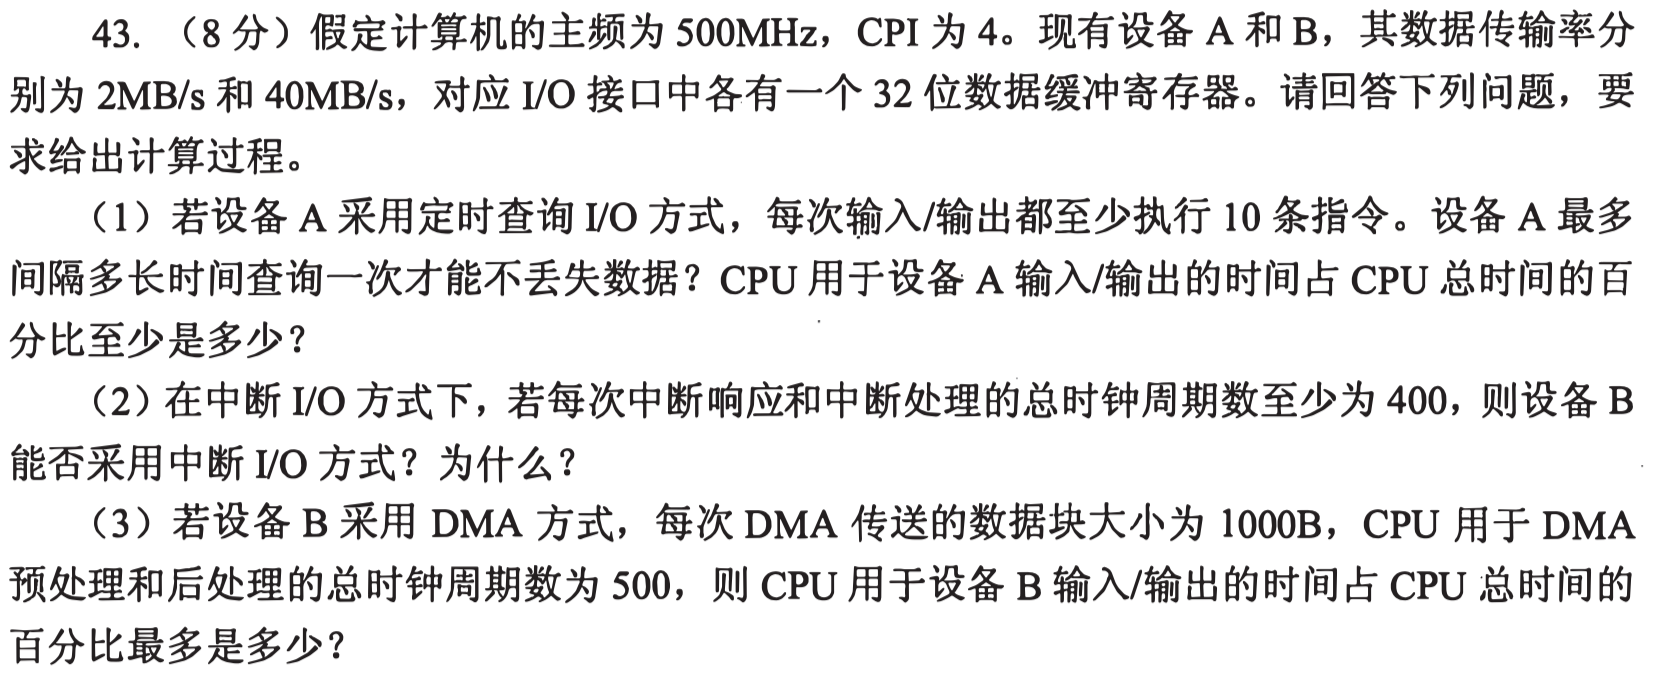 43. （8 分）假定计算机的主频为 500MHz，CPI 为 4。现有设备 A 和 B，其数据传输率分
别为 2MB/s 和 40MB/s，对应 I/O 接口中各有一个 32 位数据缓冲寄存器。请回答下列问题，要
求给出计算过程。
（1）若设备 A 采用定时查询 I/O 方式，每次输入/输出都至少执行 10 条指令。设备 A 最多
间隔多长时间查询一次才能不丢失数据？CPU 用于设备 A 输入/输出的时间占 CPU 总时间的百
分比至少是多少？
（2）在中断 I/O 方式下，若每次中断响应和中断处理的总时钟周期数至少为 400，则设备 B
能否采用中断 I/O 方式？为什么？
（3）若设备 B 采用 DMA 方式，每次 DMA 传送的数据块大小为 1000B，CPU 用于 DMA
预处理和后处理的总时钟周期数为 500，则 CPU 用于设备 B 输入/输出的时间占 CPU 总时间的
百分比最多是多少？